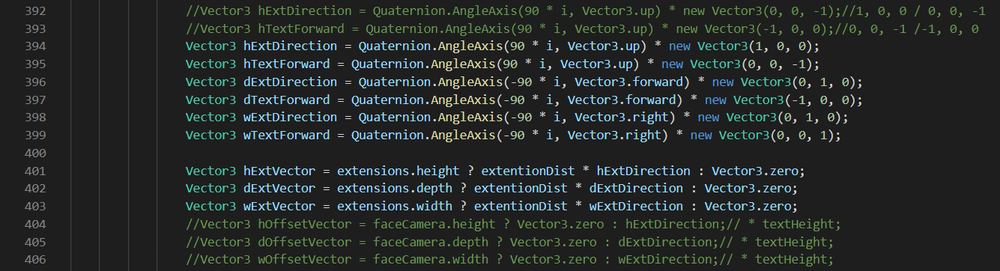 392 //Vector3 hExtDirection = Quaternion.AngleAxis(90 * i, Vector3.up) * new Vector3(0, 0, -1);//1, 0, 0 / 0, 0, -1
393 //Vector3 hTextForward = Quaternion.AngleAxis(90 * i, Vector3.up) * new Vector3(-1, 0, 0);//0, 0, -1 /-1, 0, 0
394 Vector3 hExtDirection = Quaternion.AngleAxis(90 * i, Vector3.up) * new Vector3(1, 0, 0);
395 Vector3 hTextForward = Quaternion.AngleAxis(90 * i, Vector3.up) * new Vector3(0, 0, -1);
396 Vector3 dExtDirection = Quaternion.AngleAxis(-90 * i, Vector3.forward) * new Vector3(0, 1, 0);
397 Vector3 dTextForward = Quaternion.AngleAxis(-90 * i, Vector3.forward) * new Vector3(-1, 0, 0);
398 Vector3 wExtDirection = Quaternion.AngleAxis(-90 * i, Vector3.right) * new Vector3(0, 1, 0);
399 Vector3 wTextForward = Quaternion.AngleAxis(-90 * i, Vector3.right) * new Vector3(0, 0, 1);
400
401 Vector3 hExtVector = extensions.height ? extentionDist * hExtDirection : Vector3.zero;
402 Vector3 dExtVector = extensions.depth ? extentionDist * dExtDirection : Vector3.zero;
403 Vector3 wExtVector = extensions.width ? extentionDist * wExtDirection : Vector3.zero;
404 //Vector3 hOffsetVector = faceCamera.height ? Vector3.zero : hExtDirection;// * textHeight;
405 //Vector3 dOffsetVector = faceCamera.depth ? Vector3.zero : dExtDirection;// * textHeight;
406 //Vector3 wOffsetVector = faceCamera.width ? Vector3.zero : wExtDirection;// * textHeight;